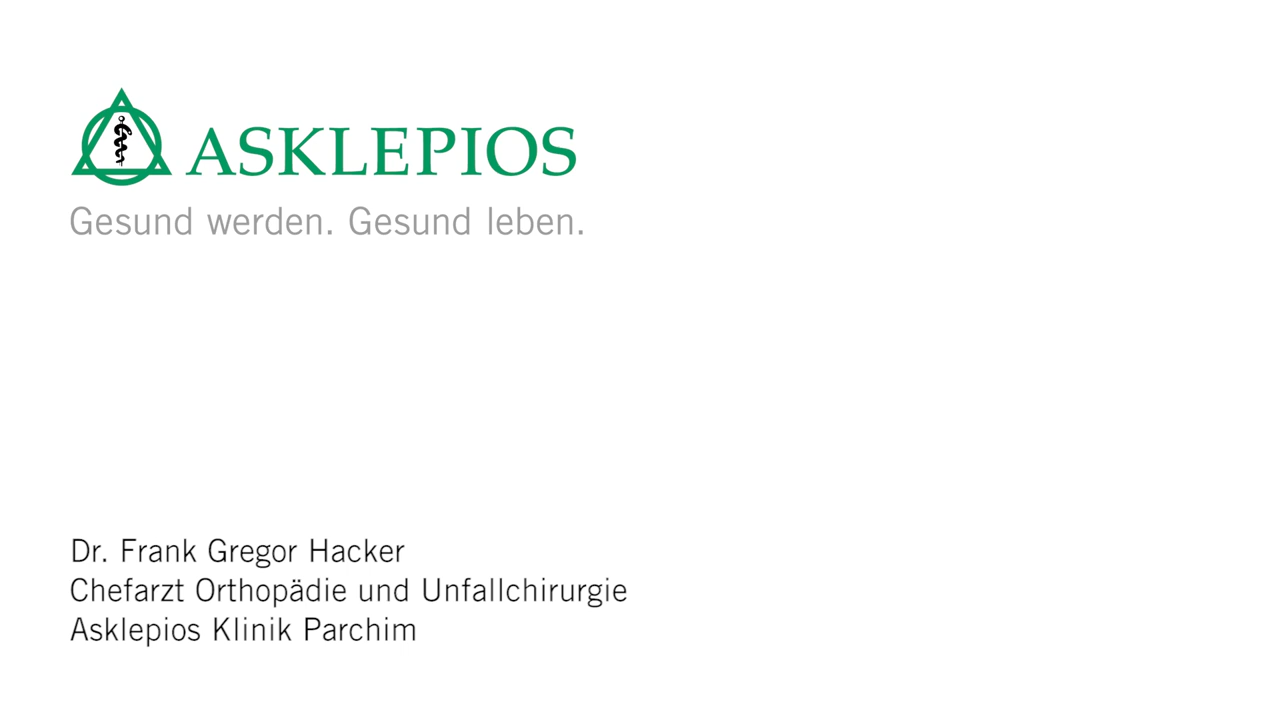 ASKLEPIOS
Gesund werden. Gesund leben.
Dr. Frank Gregor Hacker
Chefarzt Orthopädie und Unfallchirurgie
Asklepios Klinik Parchim